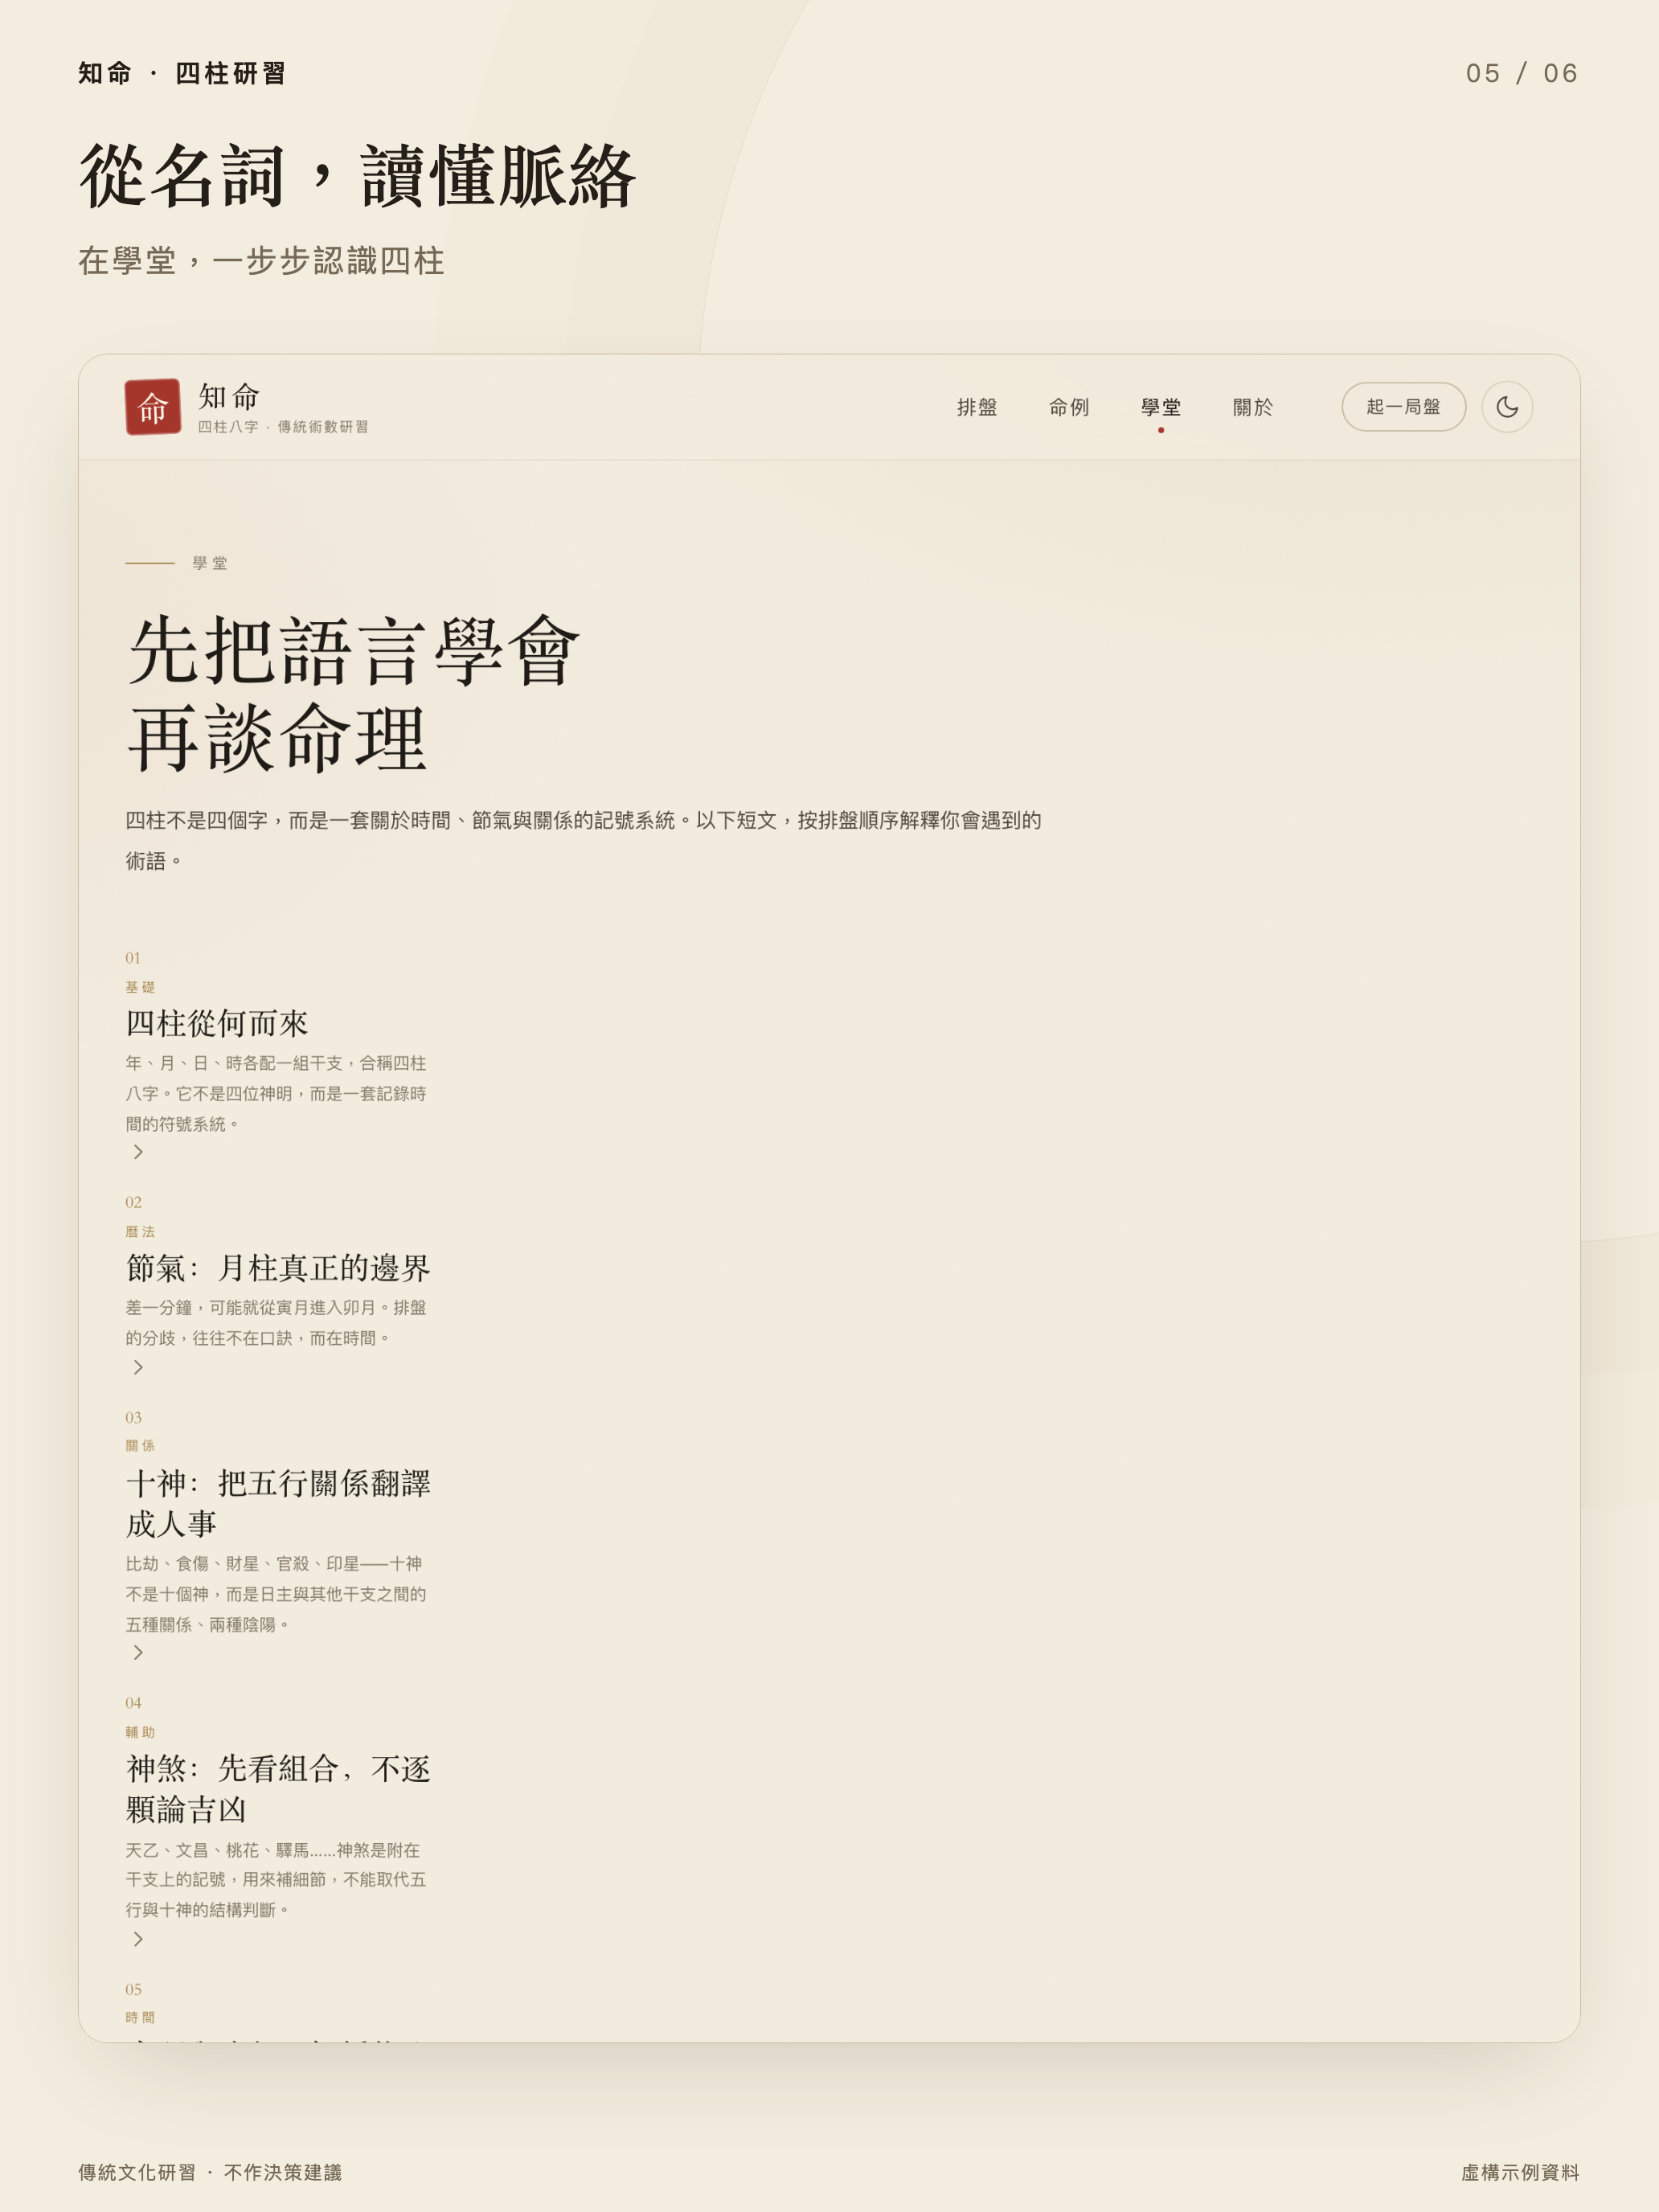 知命 · 四柱研習
05 / 06
從名詞，讀懂脈絡
在學堂，一步步認識四柱
命
知命
四柱八字 · 傳統術數研習
排盤
命例
學堂
關於
起一局盤
學堂
先把語言學會
再談命理
四柱不是四個字，而是一套關於時間、節氣與關係的記號系統。以下短文，按排盤順序解釋你會遇到的
術語。
01
基礎
四柱從何而來
年、月、日、時各配一組干支，合稱四柱
八字。它不是四位神明，而是一套記錄時
間的符號系統。
02
曆法
節氣：月柱真正的邊界
差一分鐘，可能就從寅月進入卯月。排盤
的分歧，往往不在口訣，而在時間。
03
關係
十神：把五行關係翻譯
成人事
比劫、食傷、財星、官殺、印星——十神
不是十個神，而是日主與其他干支之間的
五種關係、兩種陰陽。
04
輔助
神煞：先看組合，不逐
顆論吉凶
天乙、文昌、桃花、驛馬……神煞是附在
干支上的記號，用來補細節，不能取代五
行與十神的結構判斷。
05
時間
傳統文化研習 · 不作決策建議
虛構示例資料